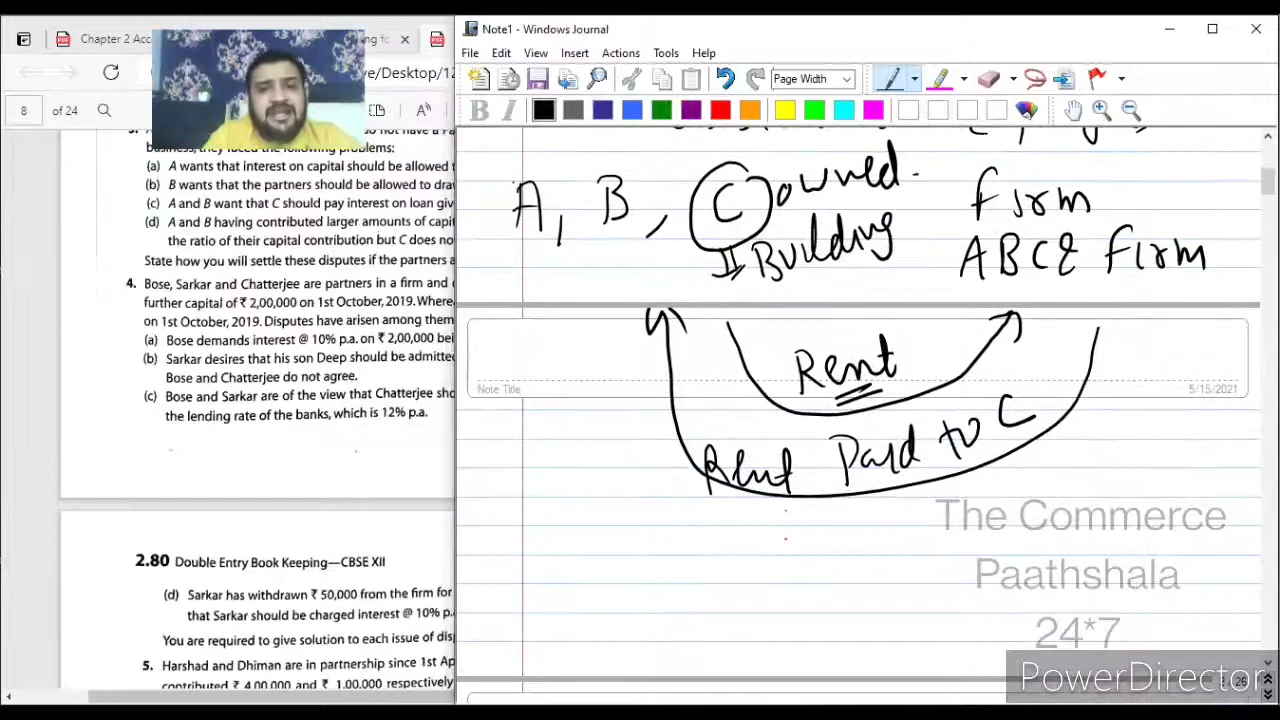 Chapter 2 Acc
Note1 - Windows Journal
File Edit View Insert Actions Tools Help
ve/Desktop/12
Page Width
8 of 24
B I
business, they faced the following problems:
(a) A wants that interest on capital should be allowed t
(b) B wants that the partners should be allowed to dra
(c) A and B want that C should pay interest on loan giv
(d) A and B having contributed larger amounts of capit
the ratio of their capital contribution but C does no
State how you will settle these disputes if the partners a
4. Bose, Sarkar and Chatterjee are partners in a firm and
further capital of ₹ 2,00,000 on 1st October, 2019. Where
on 1st October, 2019. Disputes have arisen among them
(a) Bose demands interest @ 10% p.a. on ₹ 2,00,000 bei
(b) Sarkar desires that his son Deep should be admitted
Bose and Chatterjee do not agree.
(c) Bose and Sarkar are of the view that Chatterjee sho
the lending rate of the banks, which is 12% p.a.
2.80 Double Entry Book Keeping—CBSE XII
(d) Sarkar has withdrawn ₹ 50,000 from the firm for
that Sarkar should be charged interest @ 10% p.
You are required to give solution to each issue of dis
5. Harshad and Dhiman are in partnership since 1st Ap
contributed ₹ 4,00,000 and ₹ 1,00,000 respectively
A, B, C owned.
Building
Firm
ABC & Firm
Rent
Note Title
5/15/2021
Rent Paid to C
The Commerce
Paathshala
24*7
PowerDirector